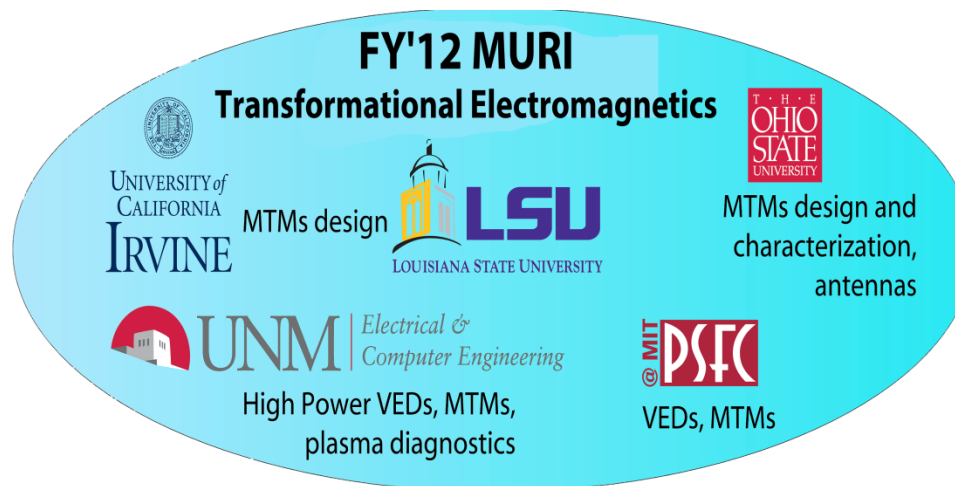 FY'12 MURI
Transformational Electromagnetics
UNIVERSITY of
CALIFORNIA
IRVINE
MTMs design
LSU
LOUISIANA STATE UNIVERSITY
T · H · E
OHIO
STATE
UNIVERSITY
MTMs design and
characterization,
antennas
UNM
Electrical &
Computer Engineering
High Power VEDs, MTMs,
plasma diagnostics
@ MIT
PSFC
VEDs, MTMs